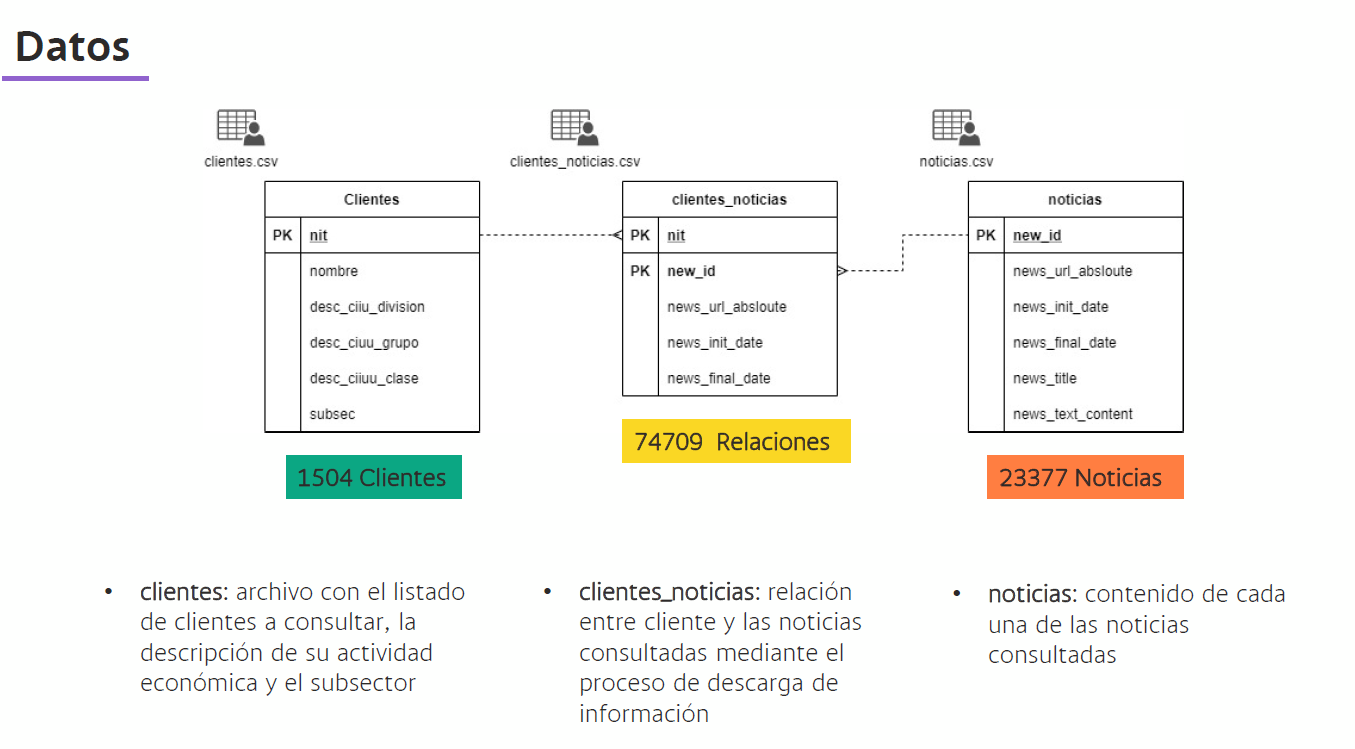 Datos
clientes.csv
clientes_noticias.csv
noticias.csv
Clientes
PK nit
nombre
desc_ciiu_division
desc_ciuu_grupo
desc_ciiuu_clase
subsec
1504 Clientes
clientes_noticias
PK nit
PK new_id
news_url_absloute
news_init_date
news_final_date
74709 Relaciones
noticias
PK new_id
news_url_absloute
news_init_date
news_final_date
news_title
news_text_content
23377 Noticias
• clientes: archivo con el listado
de clientes a consultar, la
descripción de su actividad
económica y el subsector
• clientes_noticias: relación
entre cliente y las noticias
consultadas mediante el
proceso de descarga de
información
• noticias: contenido de cada
una de las noticias
consultadas